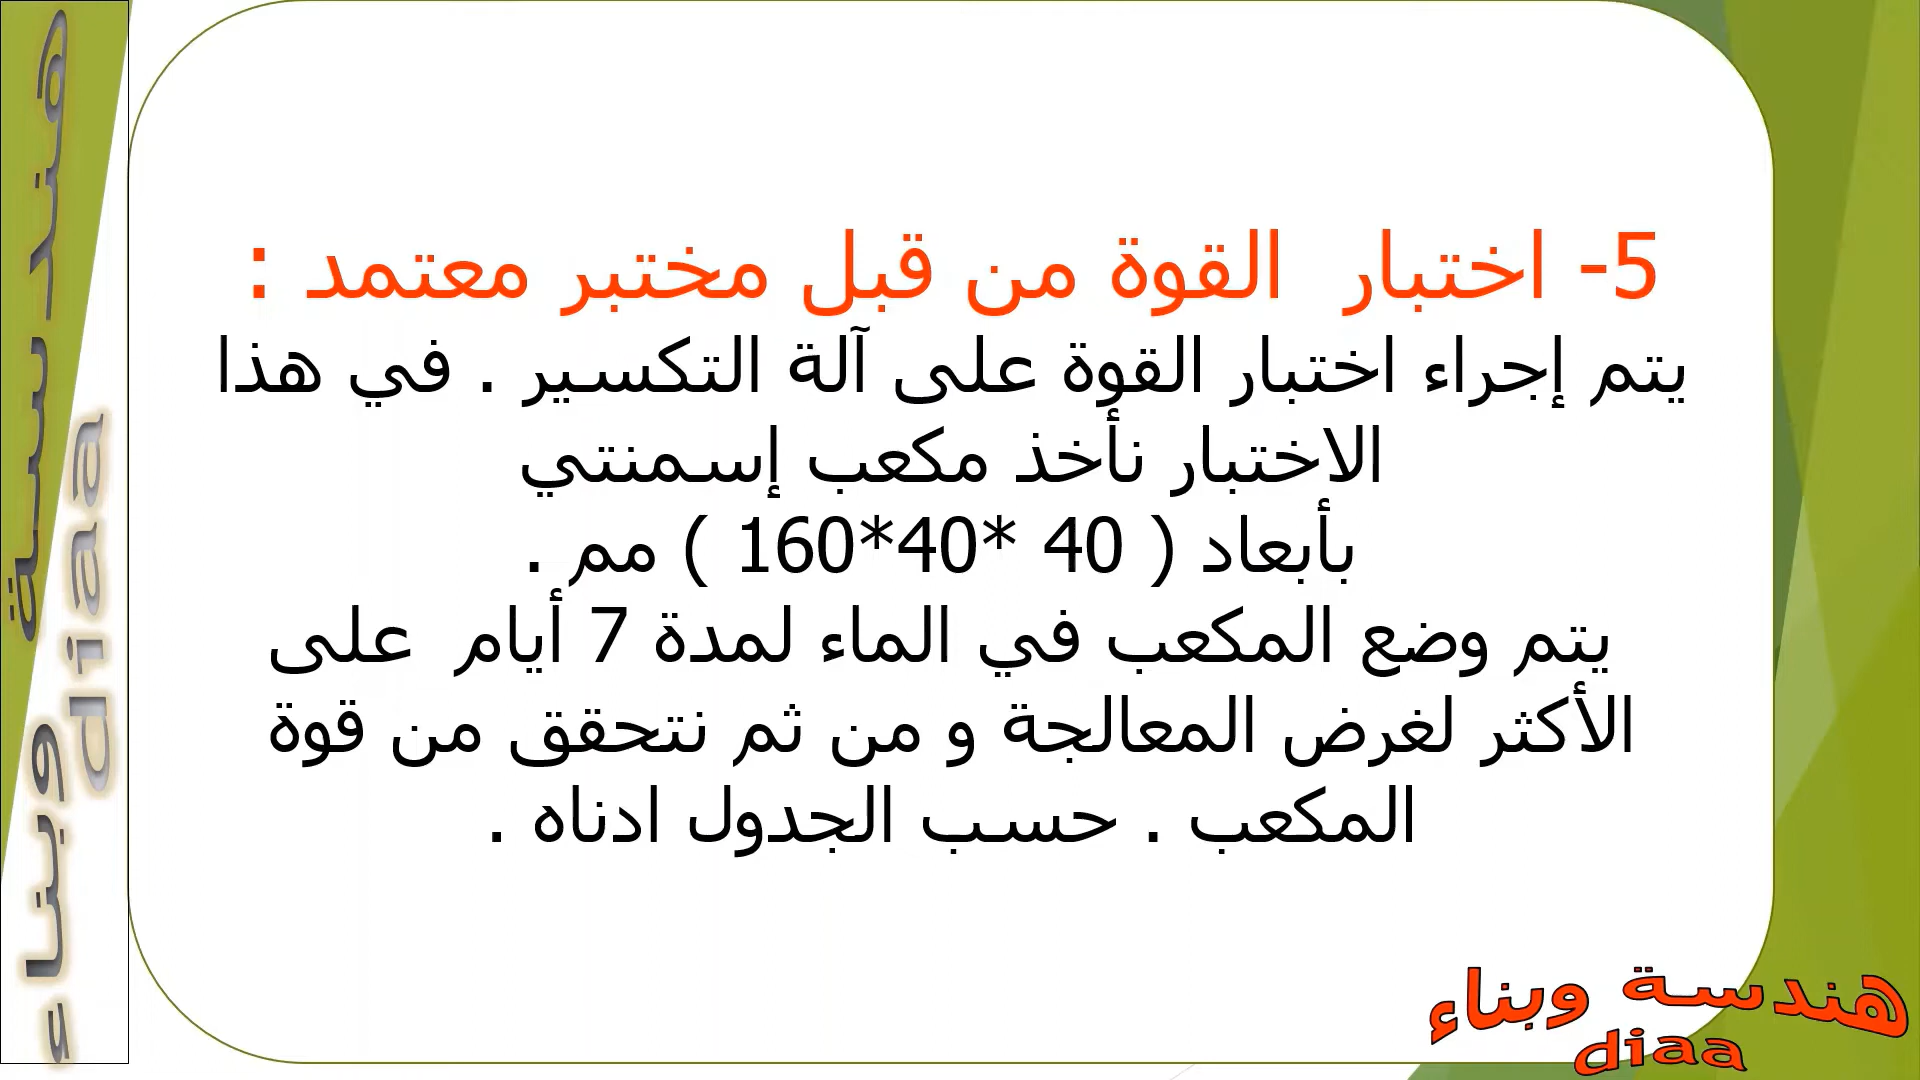 5- اختبار القوة من قبل مختبر معتمد :
يتم إجراء اختبار القوة على آلة التكسير . في هذا
الاختبار نأخذ مكعب إسمنتي
بأبعاد ( 40 *40*160 ) مم .
يتم وضع المكعب في الماء لمدة 7 أيام على
الأكثر لغرض المعالجة و من ثم نتحقق من قوة
المكعب . حسب الجدول ادناه .
هندسة وبناء
diaa
هندسة وبناء
diaa